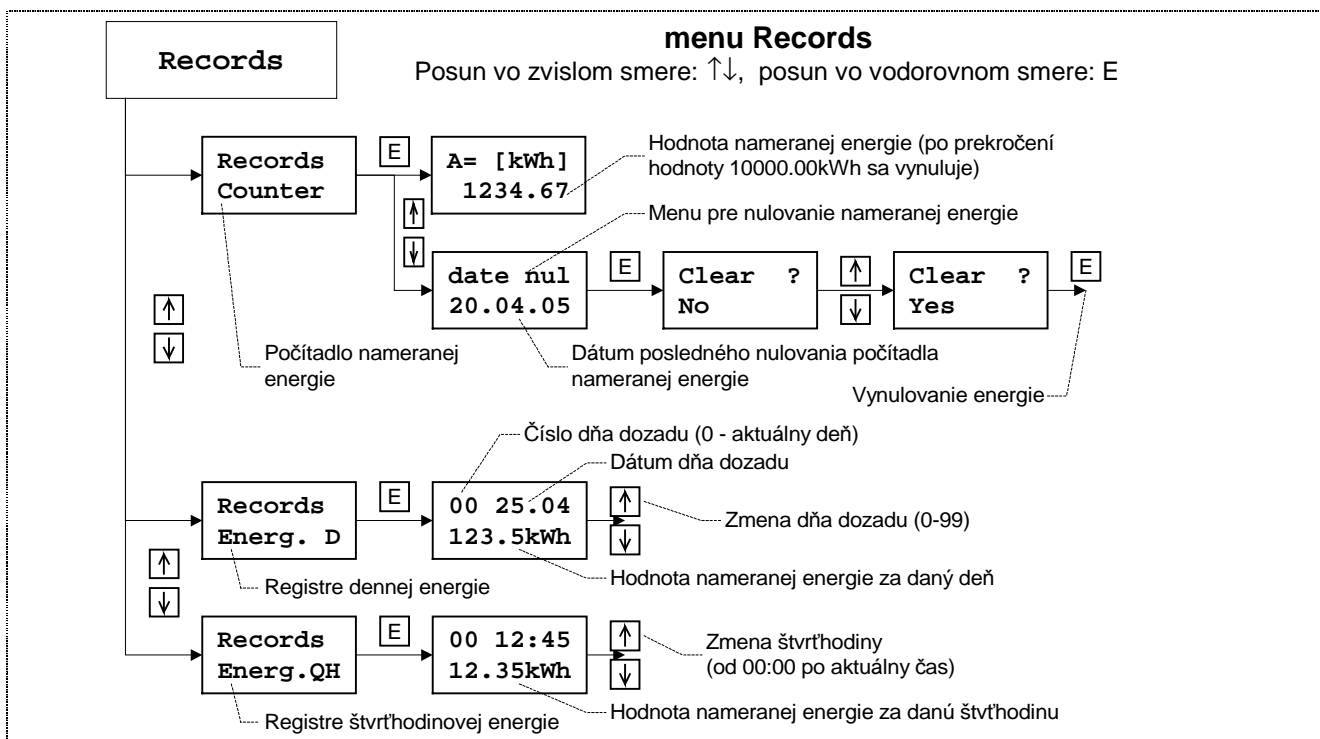 Records
menu Records
Posun vo zvislom smere: ↑↓, posun vo vodorovnom smere: E
Records
Counter
E
A= [kWh]
1234.67
Hodnota nameranej energie (po prekročení
hodnoty 10000.00kWh sa vynuluje)
↑
↓
Menu pre nulovanie nameranej energie
date nul
20.04.05
E
Clear ?
No
↑
↓
Clear ?
Yes
E
↑
↓
Počítadlo nameranej
energie
Dátum posledného nulovania počítadla
nameranej energie
Vynulovanie energie
Číslo dňa dozadu (0 - aktuálny deň)
Dátum dňa dozadu
Records
Energ. D
E
00 25.04
123.5kWh
↑
↓
Zmena dňa dozadu (0-99)
↑
↓
Registre dennej energie
Hodnota nameranej energie za daný deň
Records
Energ.QH
E
00 12:45
12.35kWh
↑
↓
Zmena štvrťhodiny
(od 00:00 po aktuálny čas)
Registre štvrťhodinovej energie
Hodnota nameranej energie za danú štvťhodinu